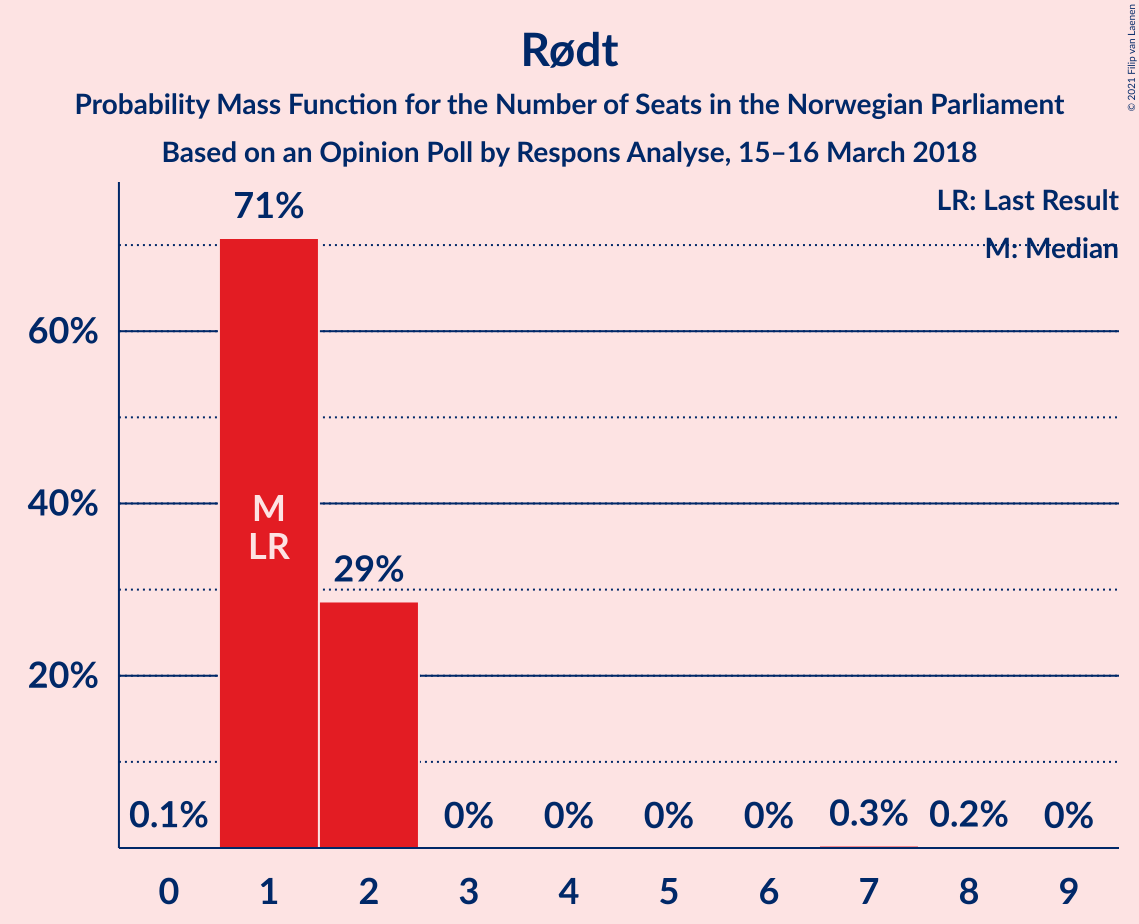 Rødt
Probability Mass Function for the Number of Seats in the Norwegian Parliament
Based on an Opinion Poll by Respons Analyse, 15–16 March 2018
© 2021 Filip van Laenen
LR: Last Result
M: Median
71%
60%
40%
M
LR
29%
20%
0.1% 0% 0% 0% 0% 0.3% 0.2% 0%
0 1 2 3 4 5 6 7 8 9